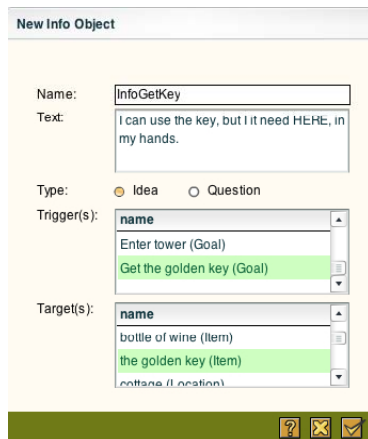 New Info Object
Name: InfoGetKey
Text: I can use the key, but I it need HERE, in
my hands.
Type: Idea Question
Trigger(s): name
Enter tower (Goal)
Get the golden key (Goal)
Target(s): name
bottle of wine (Item)
the golden key (Item)
cottage (Location)
?